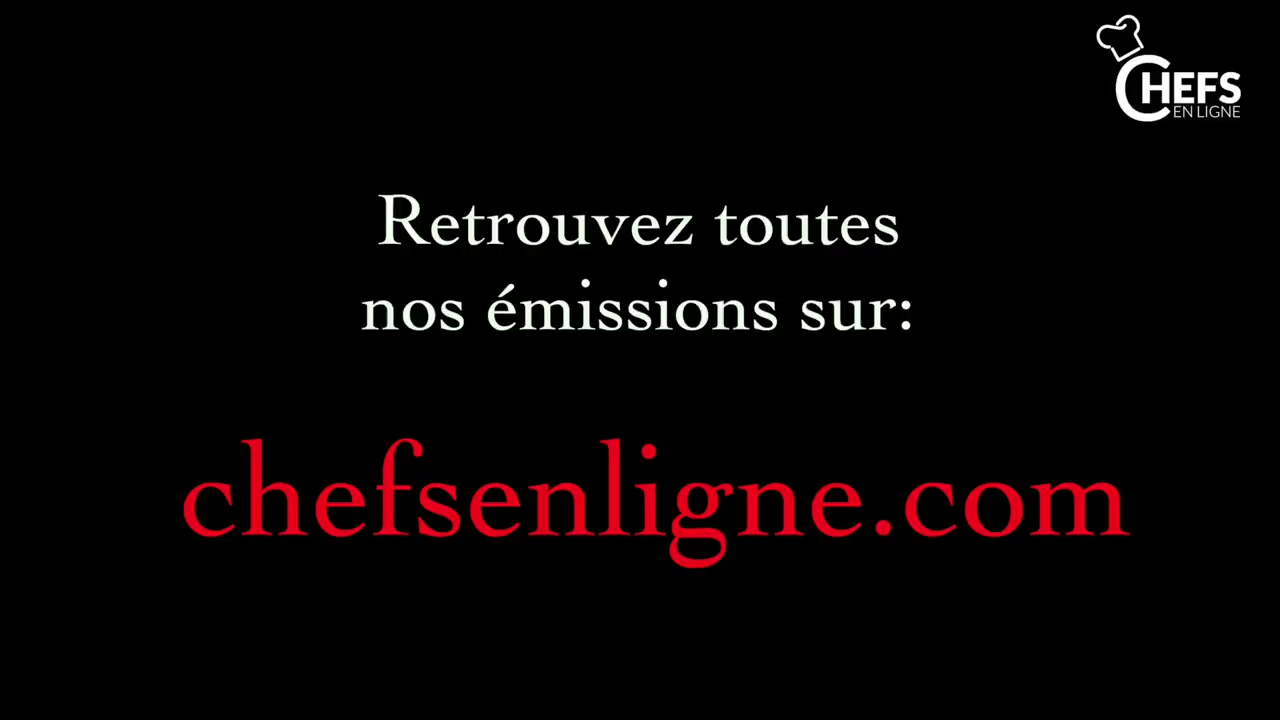 CHEFS
EN LIGNE
Retrouvez toutes
nos émissions sur:
chefsenligne.com